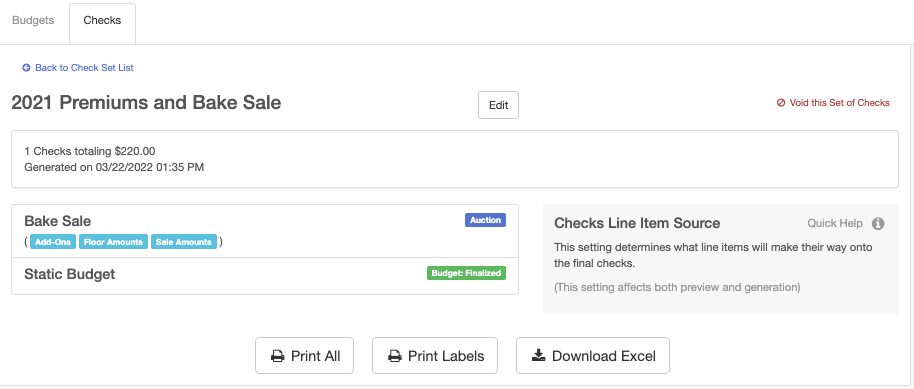 Budgets Checks
Back to Check Set List
2021 Premiums and Bake Sale Edit Void this Set of Checks
1 Checks totaling $220.00
Generated on 03/22/2022 01:35 PM
Bake Sale Auction
( Add-Ons Floor Amounts Sale Amounts )
Static Budget Budget: Finalized
Checks Line Item Source Quick Help
This setting determines what line items will make their way onto
the final checks.
(This setting affects both preview and generation)
Print All Print Labels Download Excel